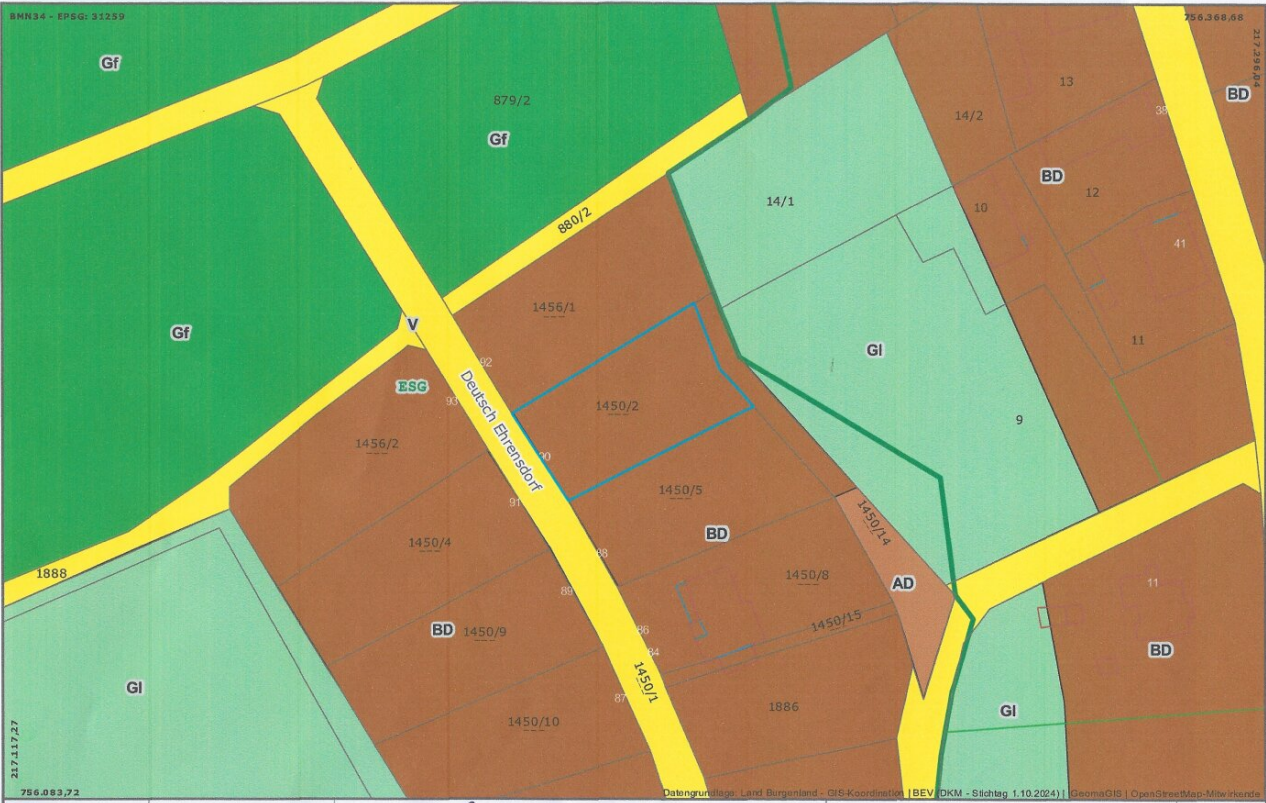 BMN34 - EPSG: 31259
756.368,68
217.295,84
Gf
13
BD
879/2
38
14/2
Gf
BD
12
14/1
10
880/2
41
1456/1
V
Gf
11
GI
92
ESG
93
Deutsch Ehrensdorf
1450/2
9
1456/2
90
1450/5
91
1450/14
BD
1450/4
88
1888
1450/8
AD
11
89
1450/15
86
BD
1450/9
84
BD
1450/1
GI
87
1886
GI
1450/10
217.117,27
756.083,72
Datengrundlage: Land Burgenland - GIS-Koordination | BEV (DKM - Stichtag 1.10.2024) | GeomaGIS | OpenStreetMap-Mitwirkende